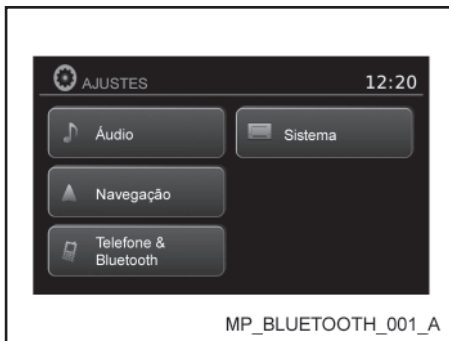 AJUSTES
12:20
Áudio
Sistema
Navegação
Telefone &
Bluetooth
MP_BLUETOOTH_001_A